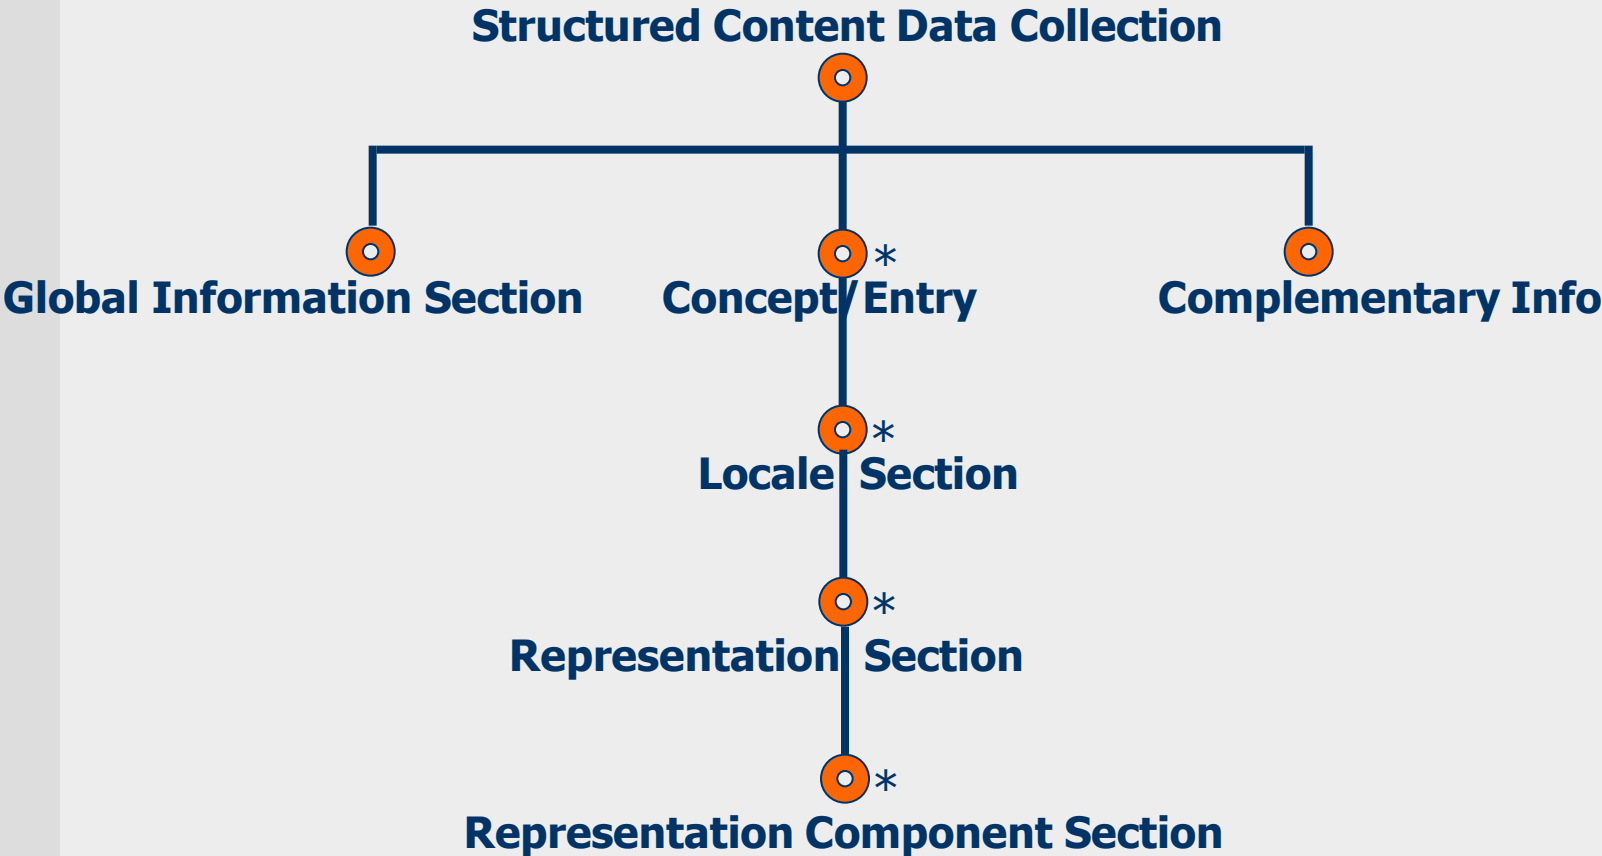 Structured Content Data Collection
*
Global Information Section
Concept/Entry
Complementary Info
*
Locale Section
*
Representation Section
*
Representation Component Section